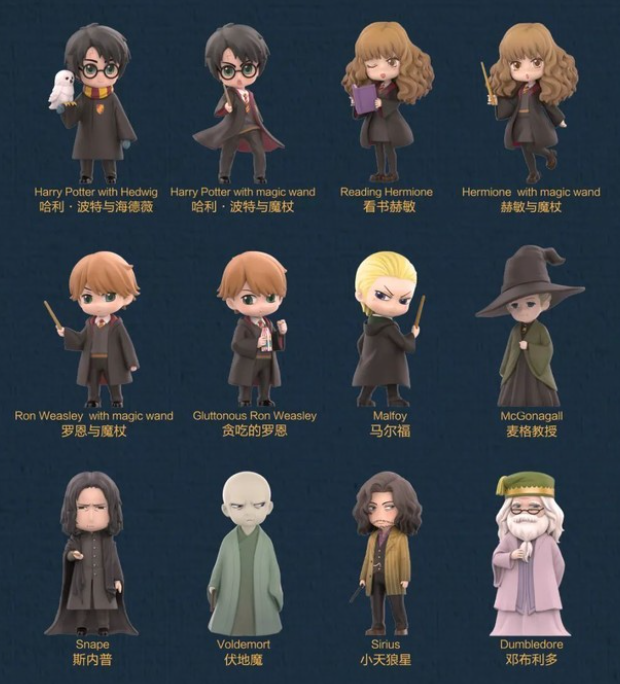 Harry Potter with Hedwig
哈利·波特与海德薇
Harry Potter with magic wand
哈利·波特与魔杖
Reading Hermione
看书赫敏
Hermione with magic wand
赫敏与魔杖
Ron Weasley with magic wand
罗恩与魔杖
Gluttonous Ron Weasley
贪吃的罗恩
Malfoy
马尔福
McGonagall
麦格教授
Snape
斯内普
Voldemort
伏地魔
Sirius
小天狼星
Dumbledore
邓布利多